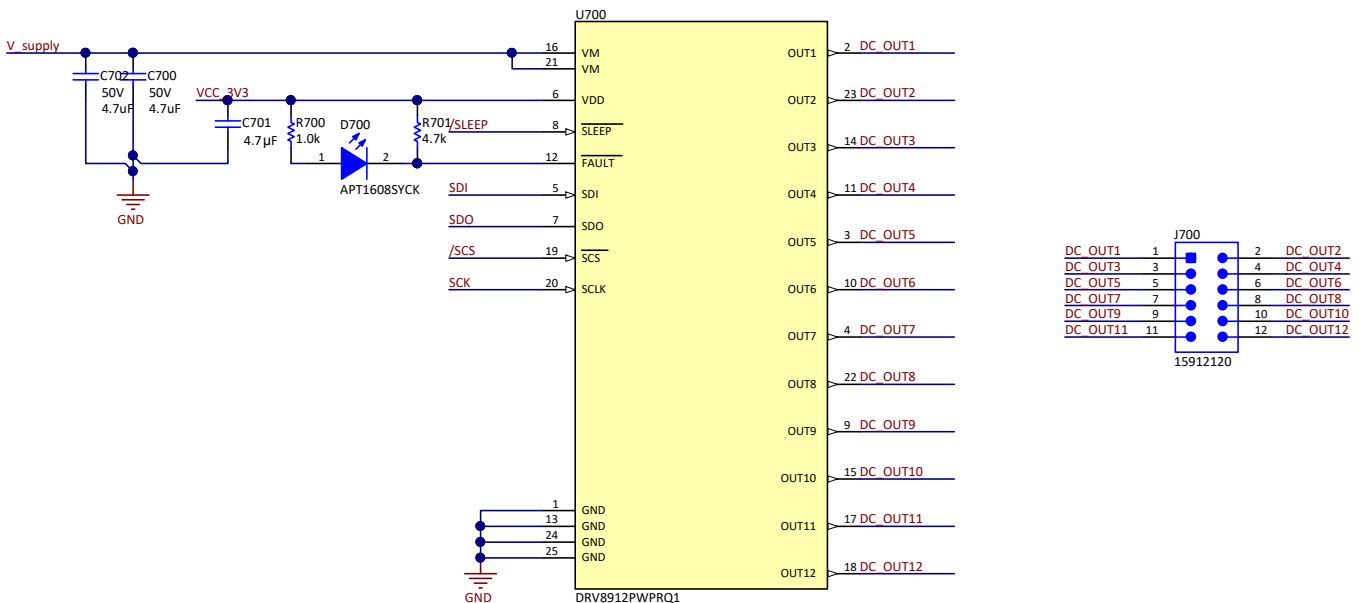 U700
V_supply
16 VM
21 VM
OUT1 2 DC_OUT1
C702
50V
4.7uF
C700
50V
4.7uF
VCC_3V3
6 VDD
OUT2 23 DC_OUT2
C701
4.7µF
R700
1.0k
D700
1 2
APT1608SYCK
R701
4.7k
/SLEEP
8 SLEEP
OUT3 14 DC_OUT3
12 FAULT
SDI 5 SDI
OUT4 11 DC_OUT4
GND
SDO 7 SDO
OUT5 3 DC_OUT5
/SCS 19 SCS
SCK 20 SCLK
OUT6 10 DC_OUT6
OUT7 4 DC_OUT7
OUT8 22 DC_OUT8
OUT9 9 DC_OUT9
OUT10 15 DC_OUT10
1 GND
13 GND
24 GND
25 GND
OUT11 17 DC_OUT11
OUT12 18 DC_OUT12
GND
DRV8912PWPRQ1
J700
DC_OUT1 1 2 DC_OUT2
DC_OUT3 3 4 DC_OUT4
DC_OUT5 5 6 DC_OUT6
DC_OUT7 7 8 DC_OUT8
DC_OUT9 9 10 DC_OUT10
DC_OUT11 11 12 DC_OUT12
15912120